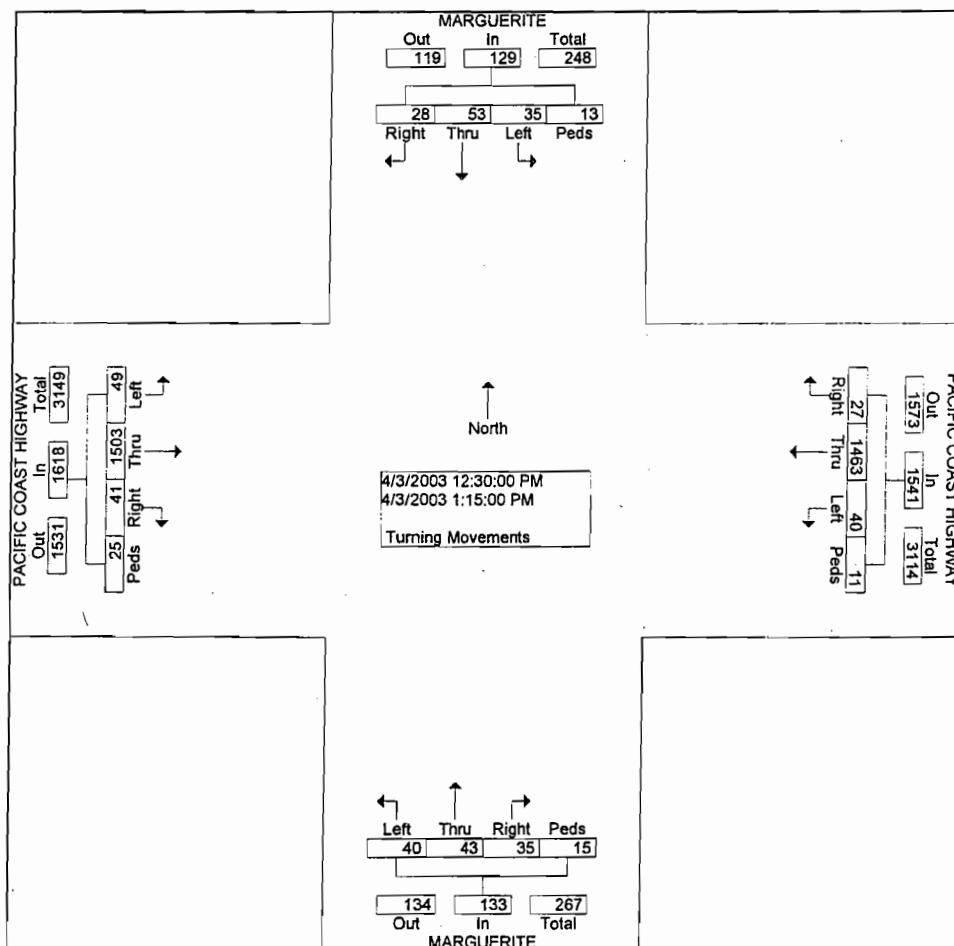 MARGUERITE
Out In Total
119 129 248
28 53 35 13
Right Thru Left Peds
PACIFIC COAST HIGHWAY
Total In Out
3149 1618 1531
49 1503 41 25
Left Thru Right Peds
North
4/3/2003 12:30:00 PM
4/3/2003 1:15:00 PM
Turning Movements
Right Thru Left Peds
27 1463 40 11
1573 1541 3114
Out In Total
PACIFIC COAST HIGHWAY
Left Thru Right Peds
40 43 35 15
134 133 267
Out In Total
MARGUERITE